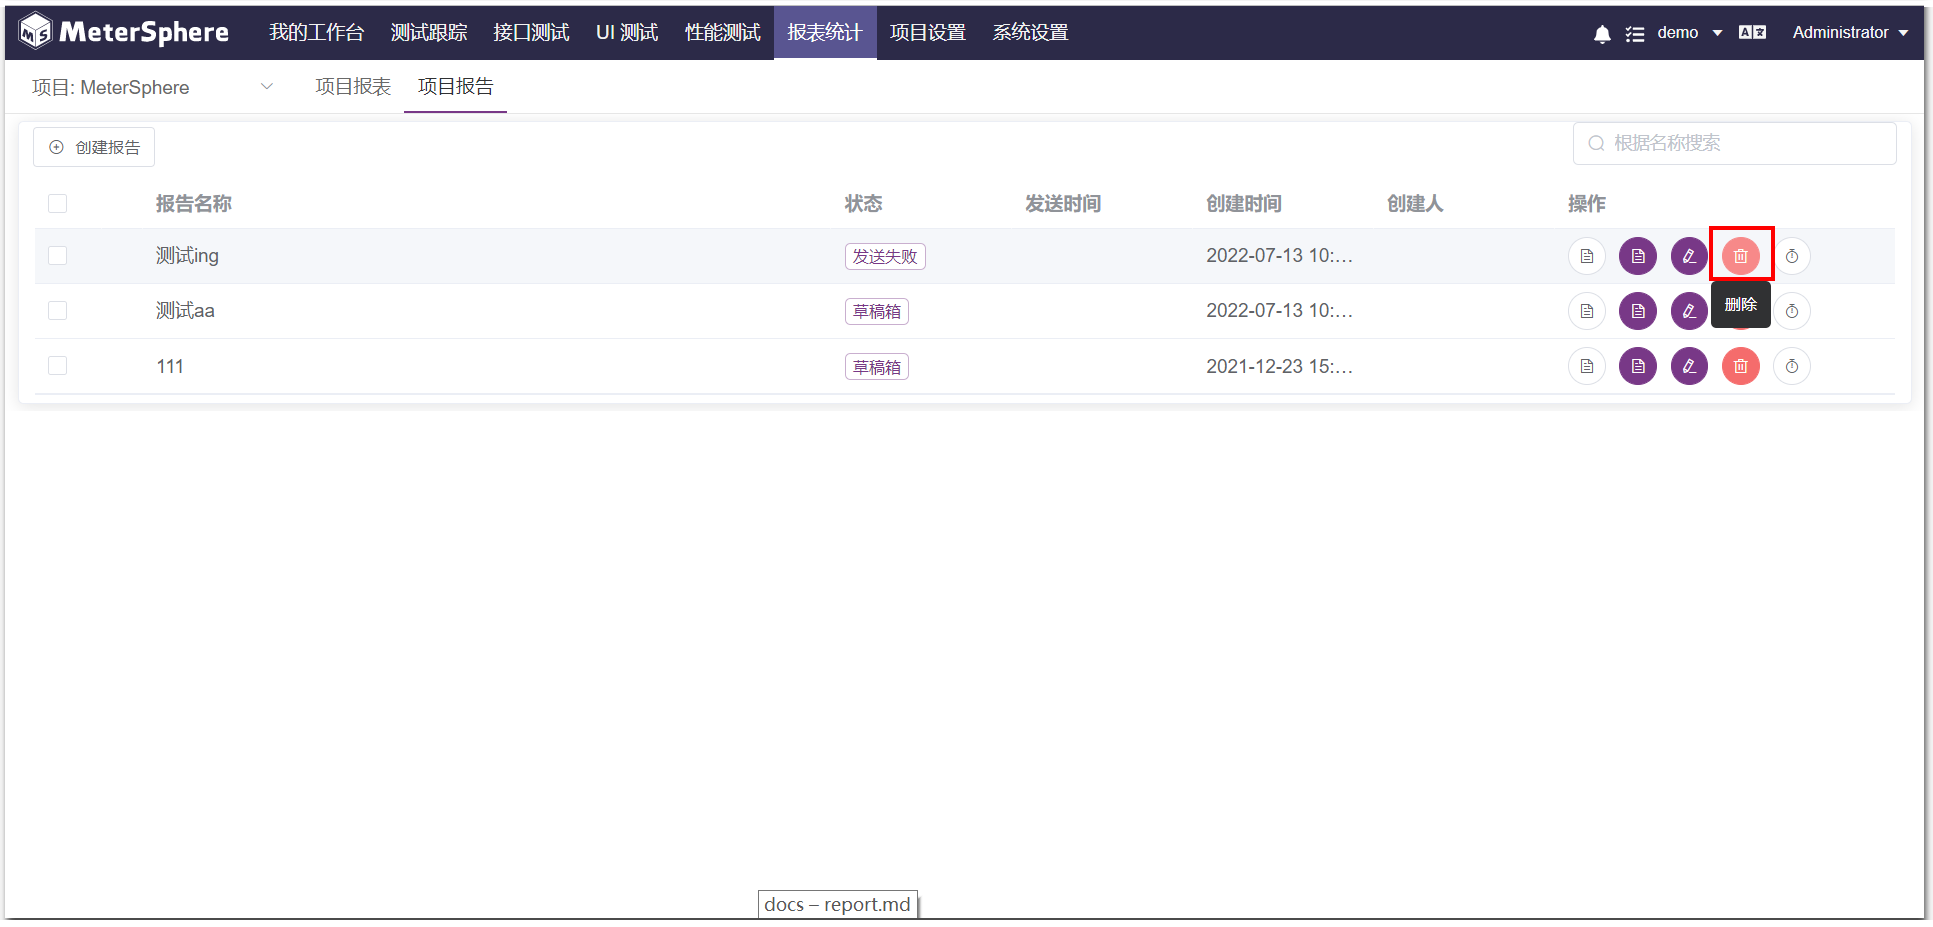 MeterSphere 我的工作台 测试跟踪 接口测试 UI 测试 性能测试 报表统计 项目设置 系统设置 demo Administrator
项目: MeterSphere 项目报表 项目报告
创建报告 根据名称搜索
报告名称 状态 发送时间 创建时间 创建人 操作
测试ing 发送失败 2022-07-13 10:...
测试aa 草稿箱 2022-07-13 10:... 删除
111 草稿箱 2021-12-23 15:...
docs – report.md